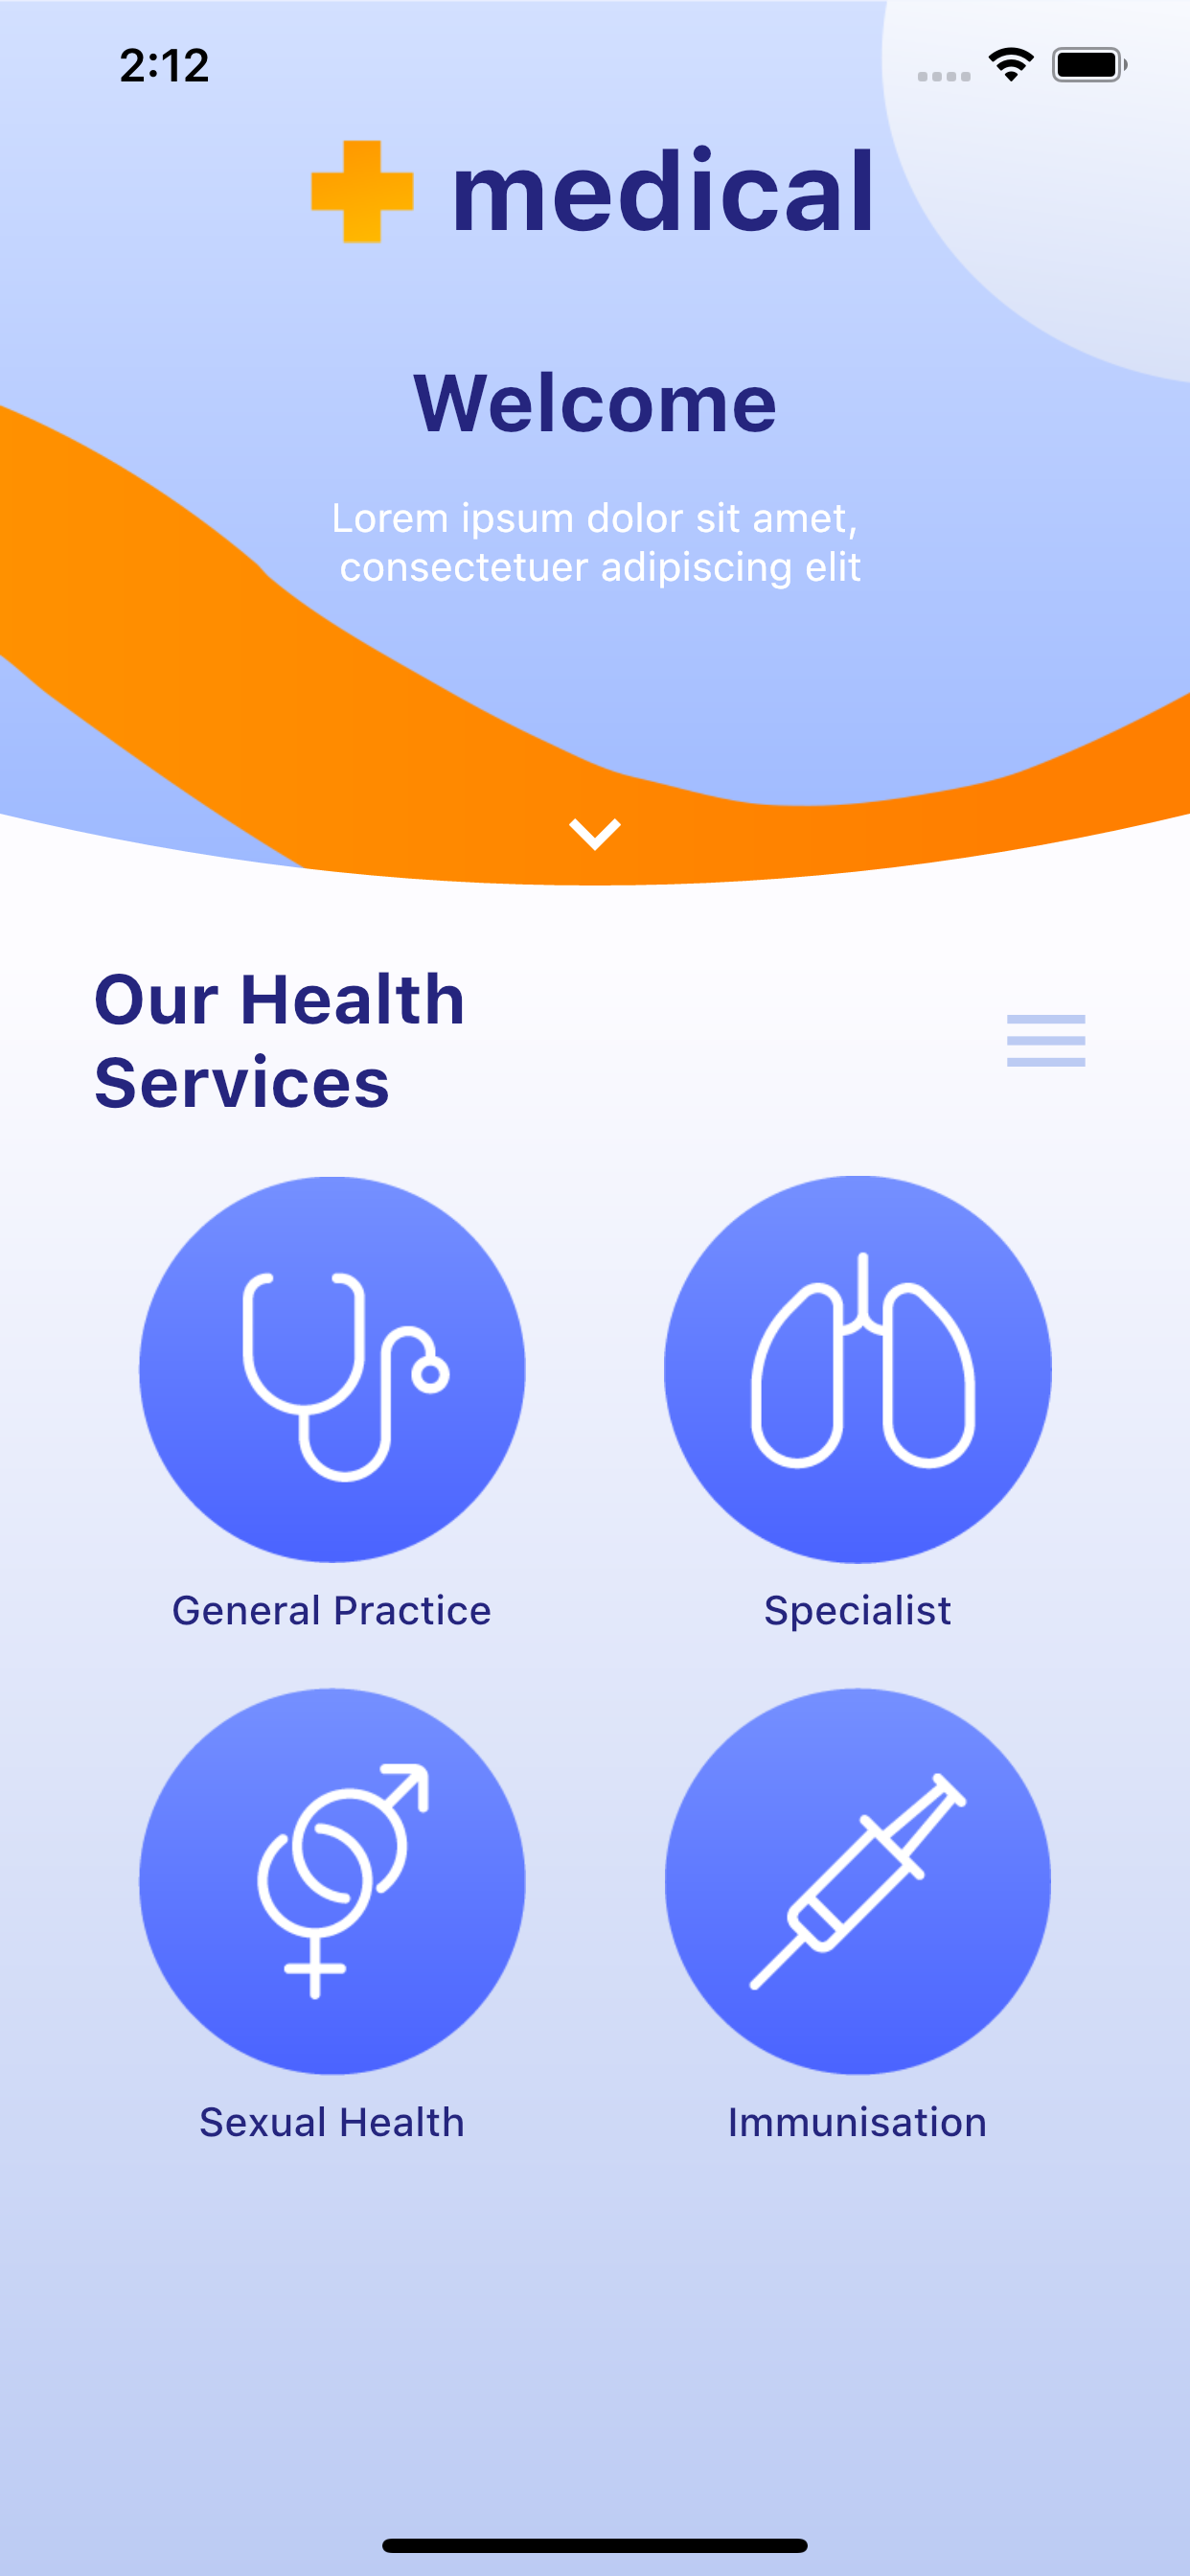 2:12
medical
Welcome
Lorem ipsum dolor sit amet,
consectetuer adipiscing elit
Our Health
Services
General Practice
Specialist
Sexual Health
Immunisation